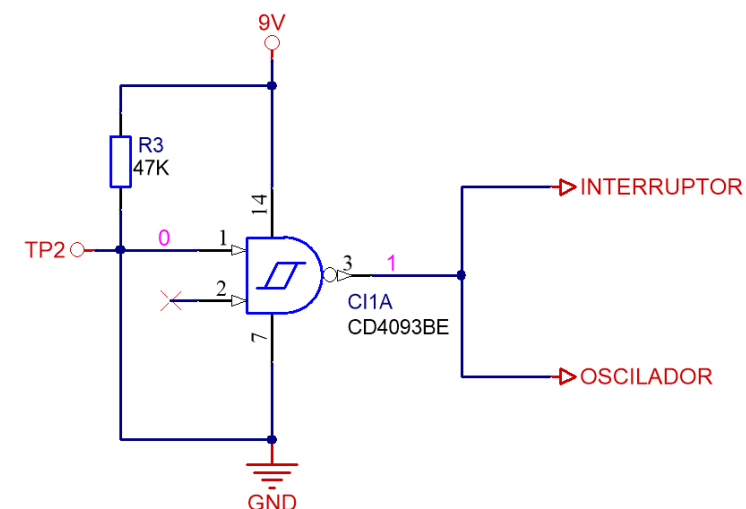 9V
R3
47K
14
TP2
0
1
2
3
1
7
CI1A
CD4093BE
INTERRUPTOR
OSCILADOR
GND